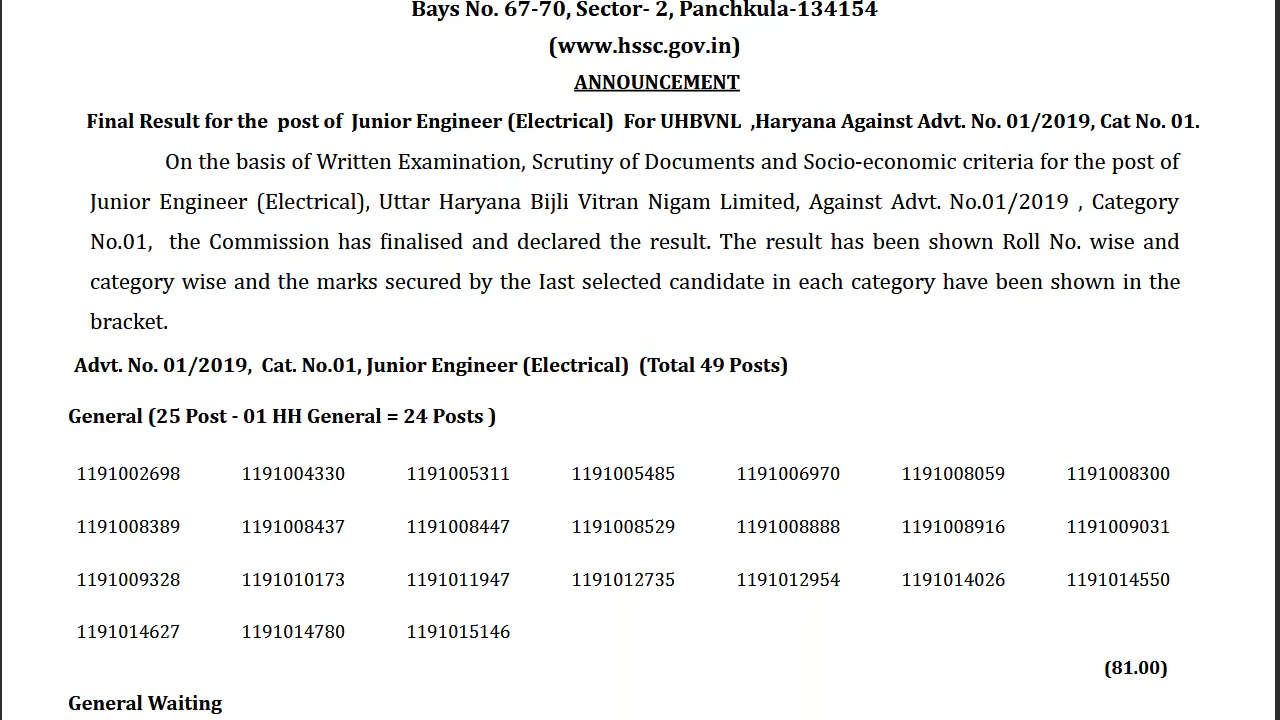 Bays No. 67-70, Sector- 2, Panchkula-134154
(www.hssc.gov.in)
ANNOUNCEMENT
Final Result for the post of Junior Engineer (Electrical) For UHBVNL ,Haryana Against Advt. No. 01/2019, Cat No. 01.
On the basis of Written Examination, Scrutiny of Documents and Socio-economic criteria for the post of
Junior Engineer (Electrical), Uttar Haryana Bijli Vitran Nigam Limited, Against Advt. No.01/2019 , Category
No.01, the Commission has finalised and declared the result. The result has been shown Roll No. wise and
category wise and the marks secured by the Iast selected candidate in each category have been shown in the
bracket.
Advt. No. 01/2019, Cat. No.01, Junior Engineer (Electrical) (Total 49 Posts)
General (25 Post - 01 HH General = 24 Posts )
1191002698 1191004330 1191005311 1191005485 1191006970 1191008059 1191008300
1191008389 1191008437 1191008447 1191008529 1191008888 1191008916 1191009031
1191009328 1191010173 1191011947 1191012735 1191012954 1191014026 1191014550
1191014627 1191014780 1191015146
(81.00)
General Waiting